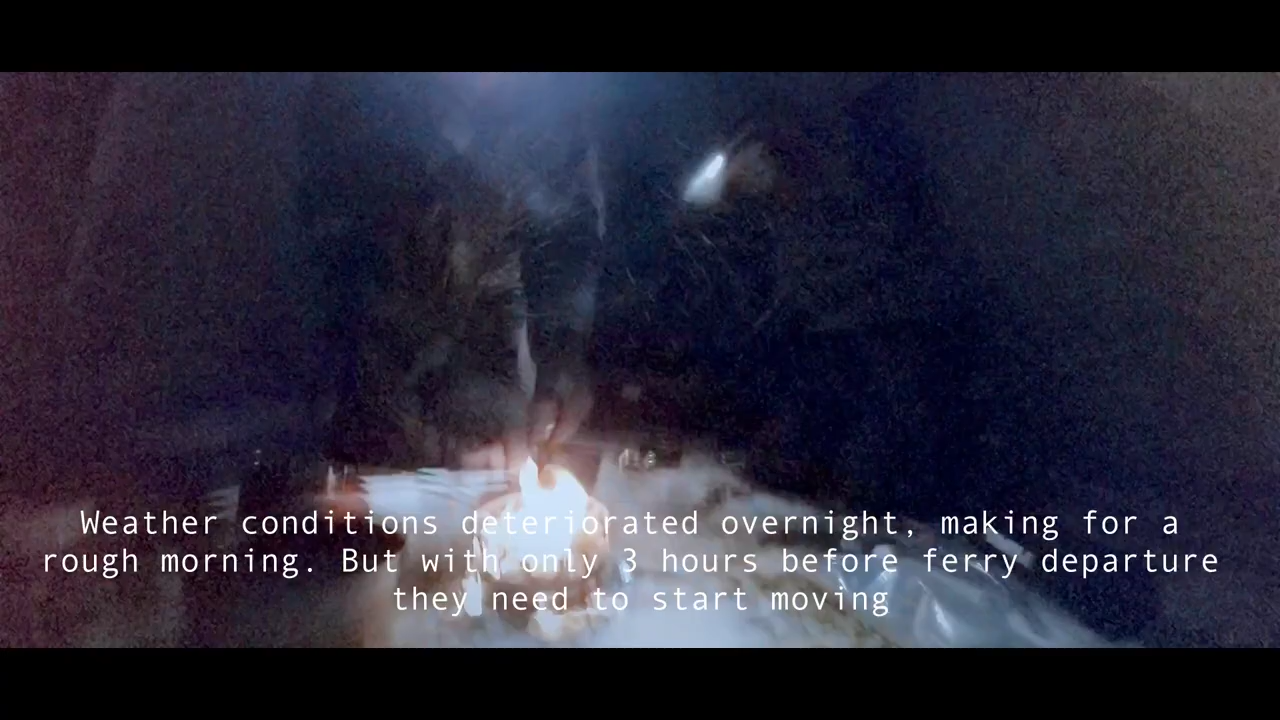 Weather conditions deteriorated overnight, making for a
rough morning. But with only 3 hours before ferry departure
they need to start moving